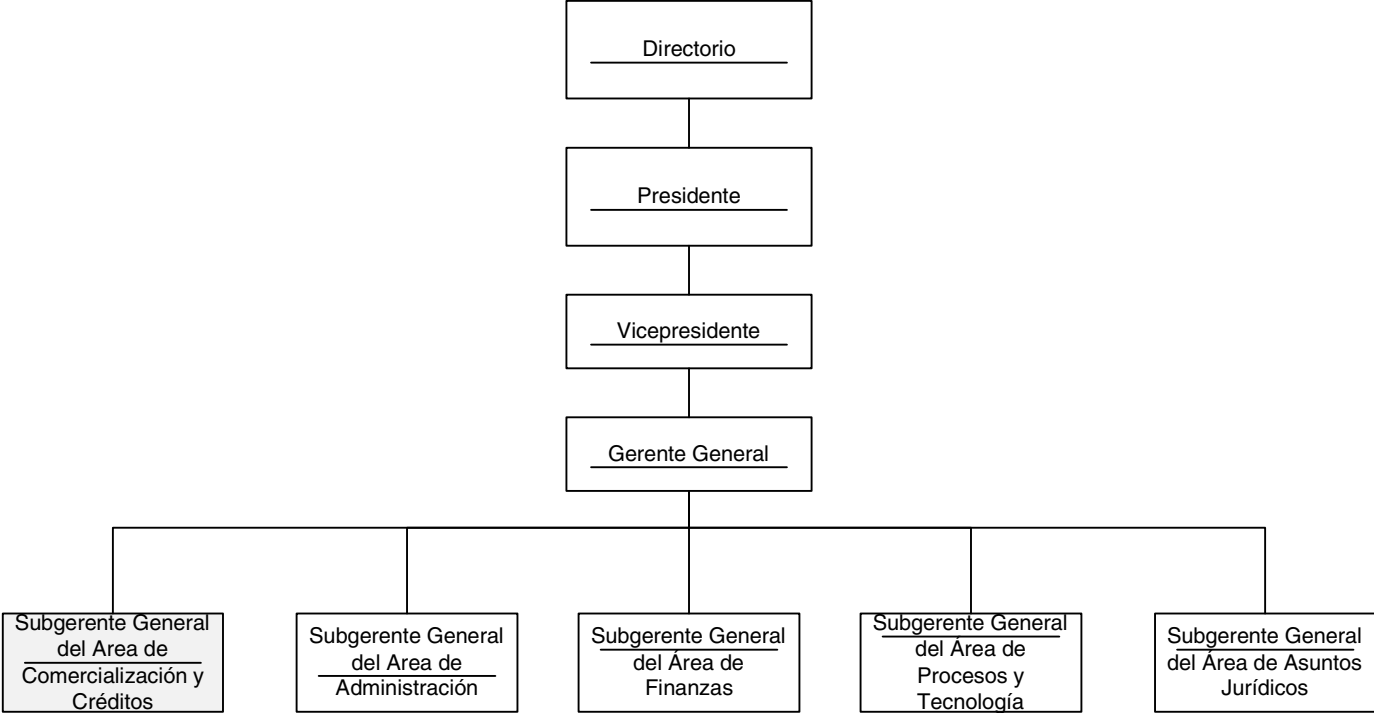 Directorio
Presidente
Vicepresidente
Gerente General
Subgerente General
del Area de
Comercialización y
Créditos
Subgerente General
del Area de
Administración
Subgerente General
del Área de
Finanzas
Subgerente General
del Área de
Procesos y
Tecnología
Subgerente General
del Área de Asuntos
Jurídicos